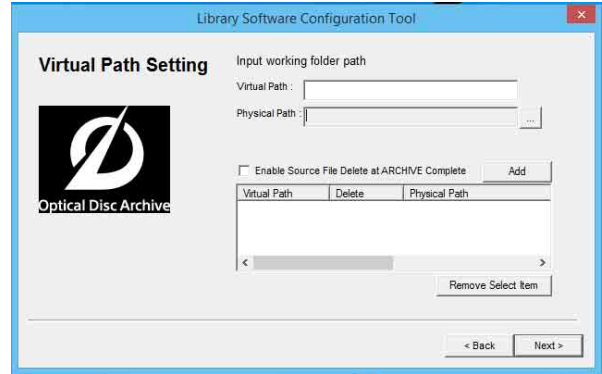 Library Software Configuration Tool
Virtual Path Setting
Input working folder path
Virtual Path :
Physical Path :
...
Enable Source File Delete at ARCHIVE Complete
Add
Optical Disc Archive
Virtual Path Delete Physical Path
Remove Select Item
< Back Next >